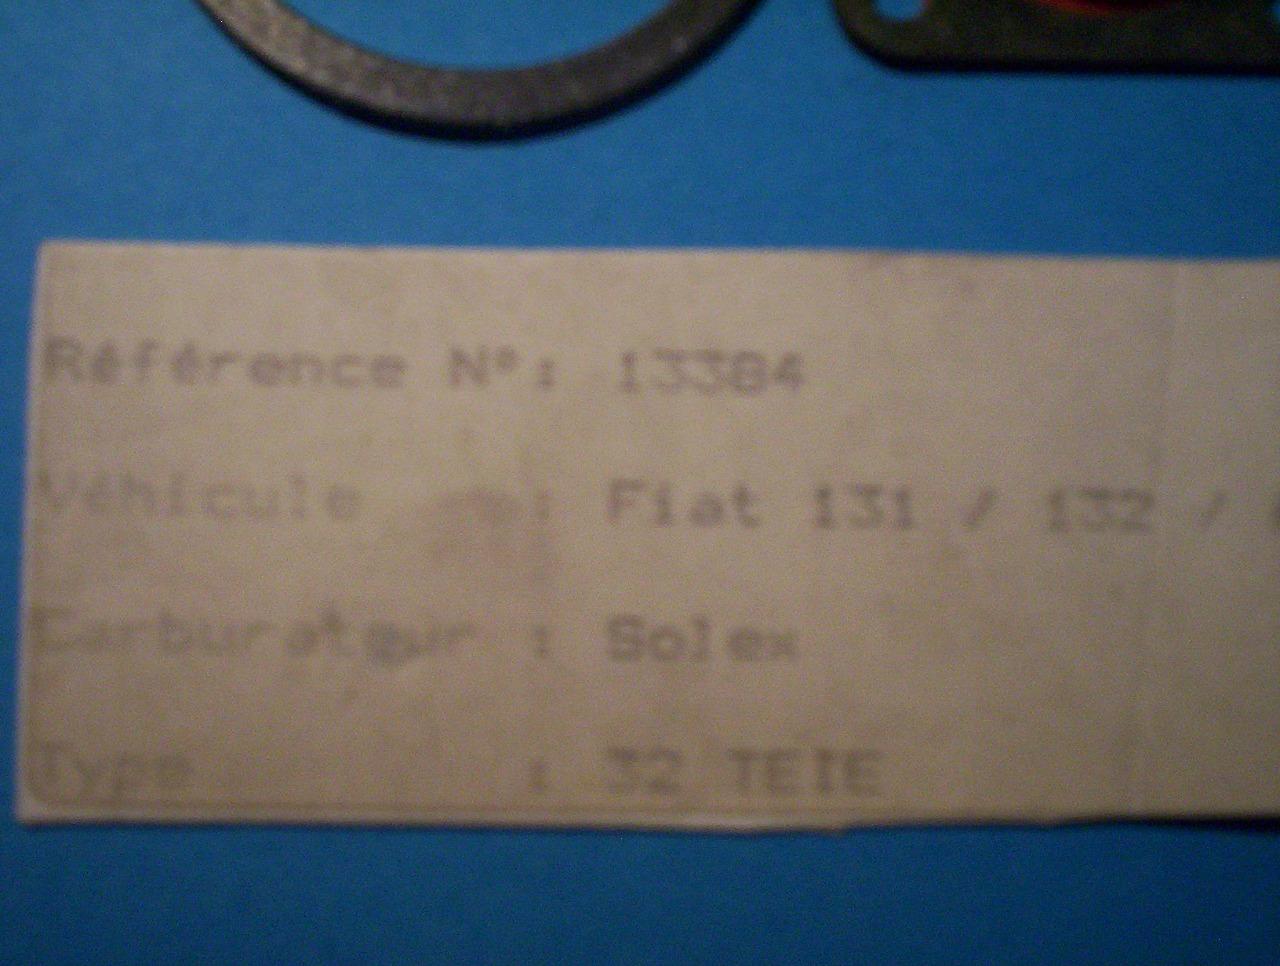 Référence N°: 13384
Véhicule : Fiat 131 / 132 /
Carburateur : Solex
Type : 32 TEIE